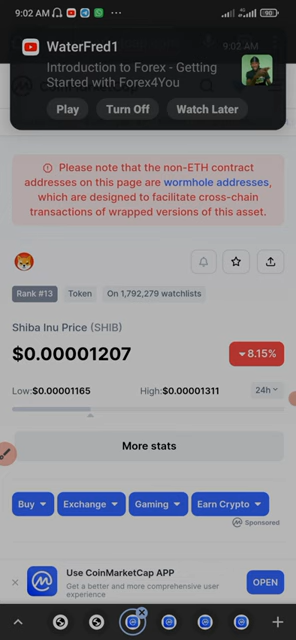 9:02 AM
90
WaterFred1
9:02 AM
Introduction to Forex - Getting
Started with Forex4You
Play
Turn Off
Watch Later
Please note that the non-ETH contract
addresses on this page are wormhole addresses,
which are designed to facilitate cross-chain
transactions of wrapped versions of this asset.
Rank #13
Token
On 1,792,279 watchlists
Shiba Inu Price (SHIB)
$0.00001207
8.15%
Low:$0.00001165
High:$0.00001311
24h
More stats
Buy
Exchange
Gaming
Earn Crypto
Sponsored
Use CoinMarketCap APP
Get a better and more comprehensive user
experience
OPEN